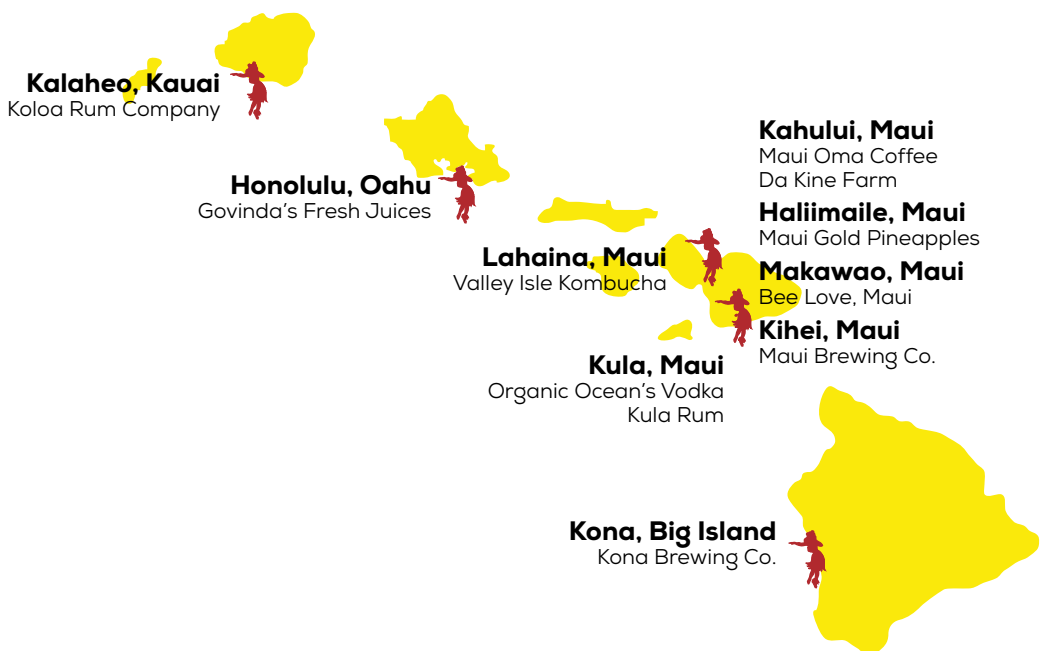 Kalaheo, Kauai
Koloa Rum Company
Honolulu, Oahu
Govinda's Fresh Juices
Lahaina, Maui
Valley Isle Kombucha
Kahului, Maui
Maui Oma Coffee
Da Kine Farm
Haliimaile, Maui
Maui Gold Pineapples
Makawao, Maui
Bee Love, Maui
Kihei, Maui
Maui Brewing Co.
Kula, Maui
Organic Ocean's Vodka
Kula Rum
Kona, Big Island
Kona Brewing Co.